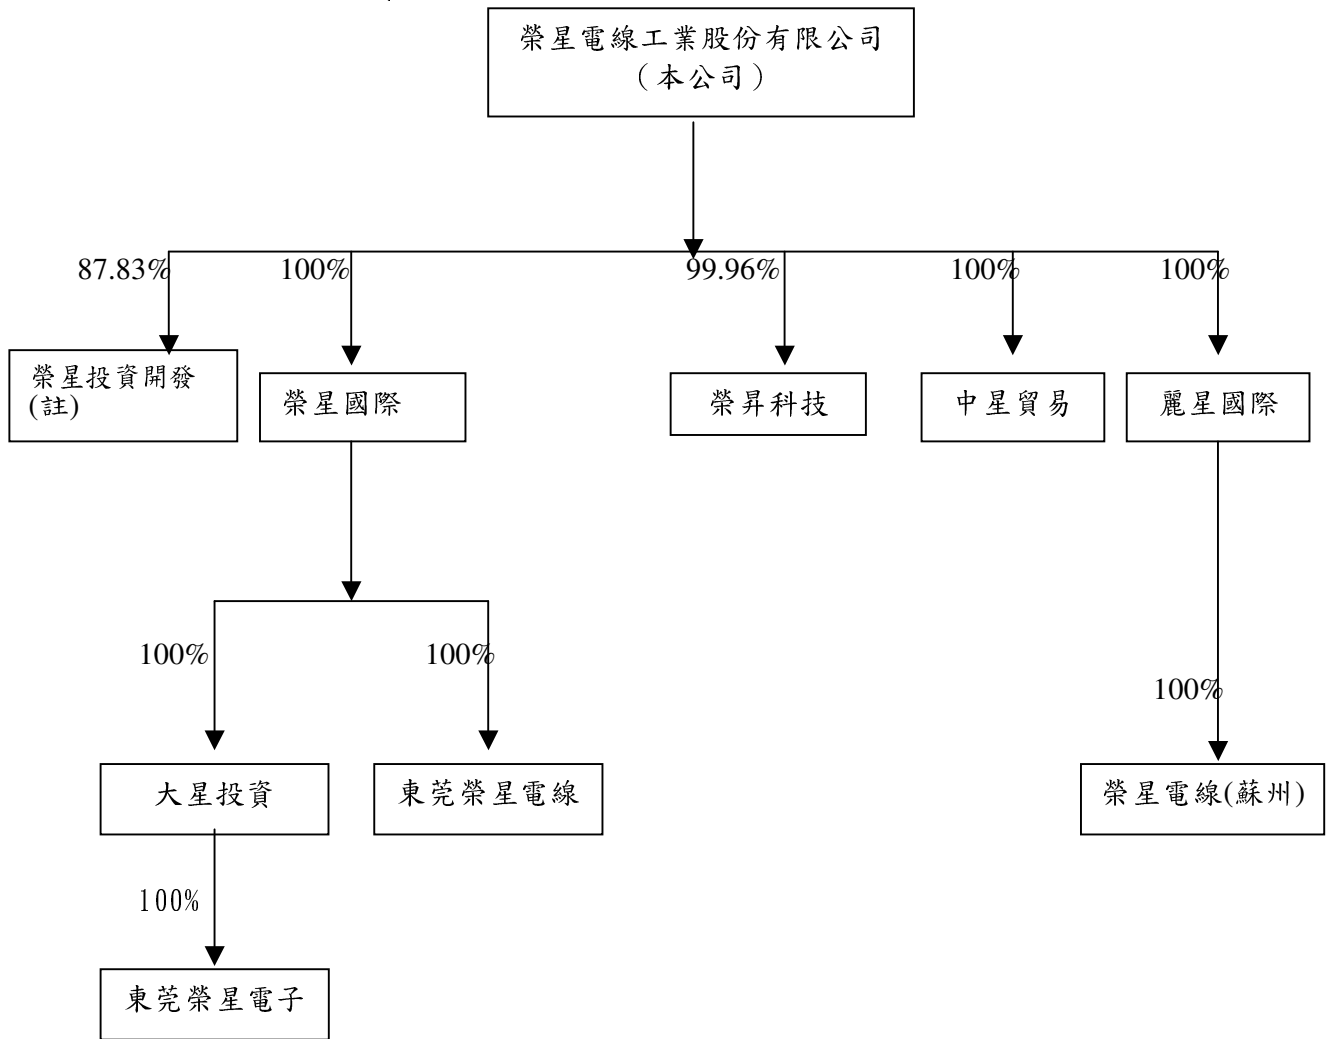 榮星電線工業股份有限公司
（本公司）
87.83%
100%
99.96%
100%
100%
榮星投資開發
(註)
榮星國際
榮昇科技
中星貿易
麗星國際
100%
100%
100%
大星投資
東莞榮星電線
榮星電線(蘇州)
100%
東莞榮星電子